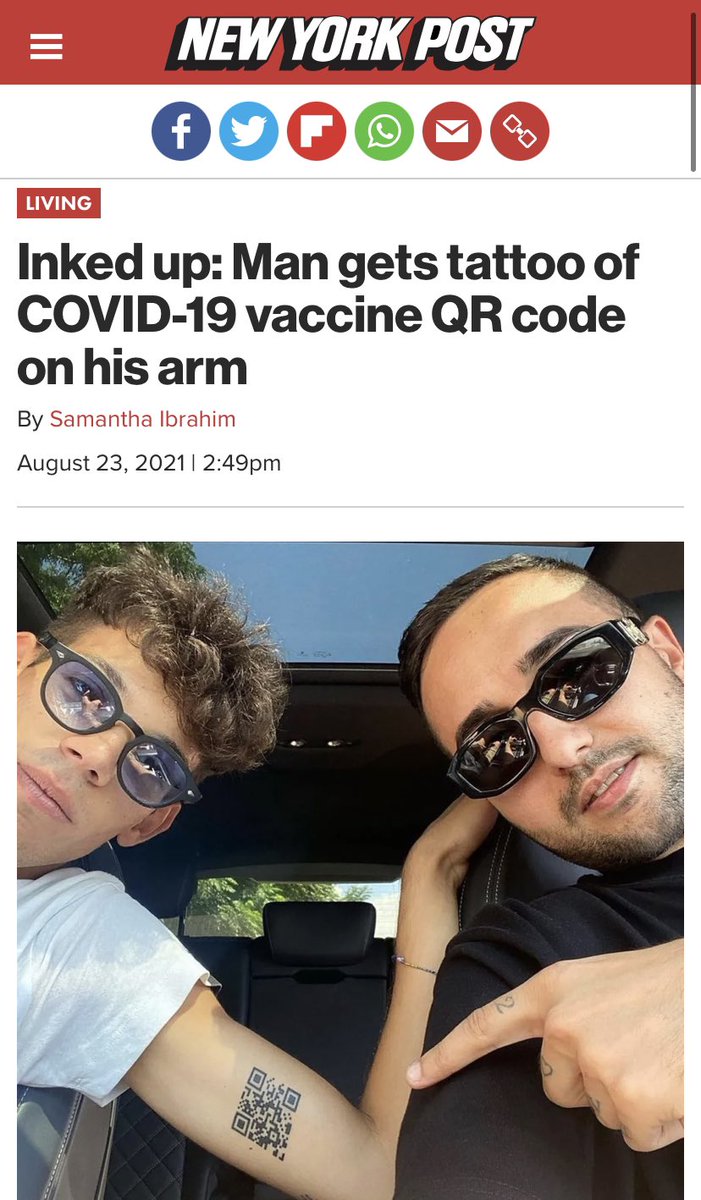 NEW YORK POST
LIVING
Inked up: Man gets tattoo of
COVID-19 vaccine QR code
on his arm
By Samantha Ibrahim
August 23, 2021 | 2:49pm
2